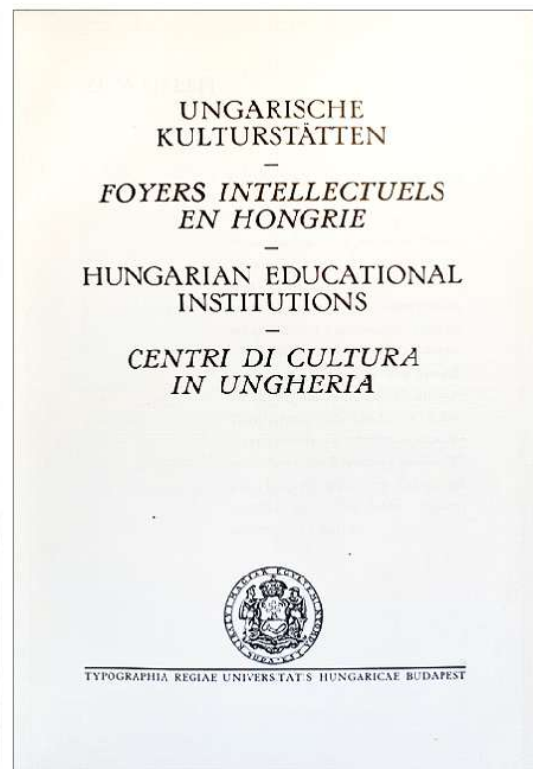 UNGARISCHE
KULTURSTÄTTEN
—
FOYERS INTELLECTUELS
EN HONGRIE
—
HUNGARIAN EDUCATIONAL
INSTITUTIONS
—
CENTRI DI CULTURA
IN UNGHERIA
TYPOGRAPHIA REGIAE UNIVERSITATIS HUNGARICAE BUDAPEST